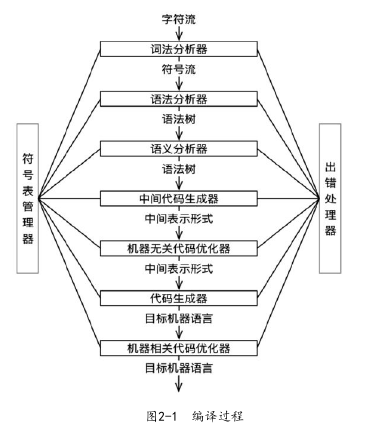 字符流
词法分析器
符号流
语法分析器
语法树
语义分析器
语法树
中间代码生成器
中间表示形式
机器无关代码优化器
中间表示形式
代码生成器
目标机器语言
机器相关代码优化器
目标机器语言
符号表管理器
出错处理器
图2-1 编译过程